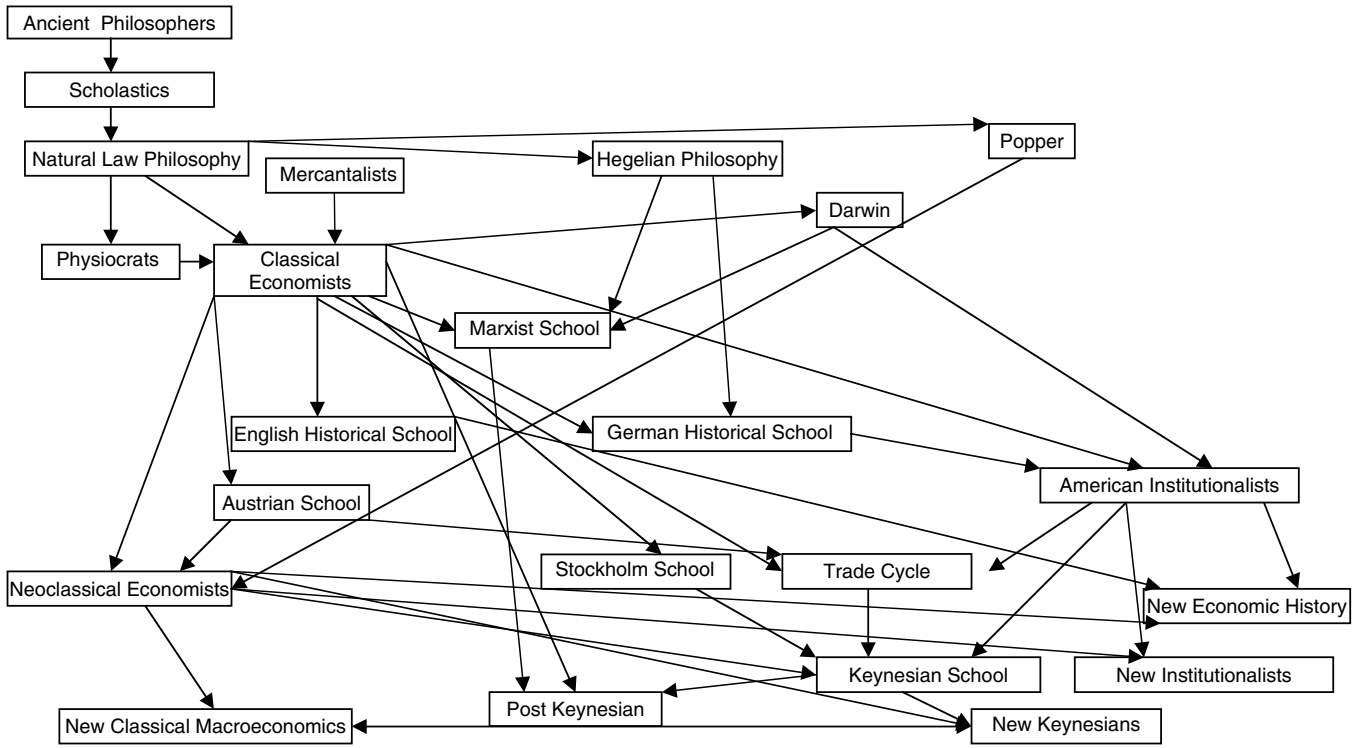 Ancient Philosophers
Scholastics
Natural Law Philosophy
Hegelian Philosophy
Popper
Mercantalists
Darwin
Physiocrats
Classical
Economists
Marxist School
English Historical School
German Historical School
American Institutionalists
Austrian School
Neoclassical Economists
Stockholm School
Trade Cycle
New Economic History
Keynesian School
New Institutionalists
Post Keynesian
New Classical Macroeconomics
New Keynesians